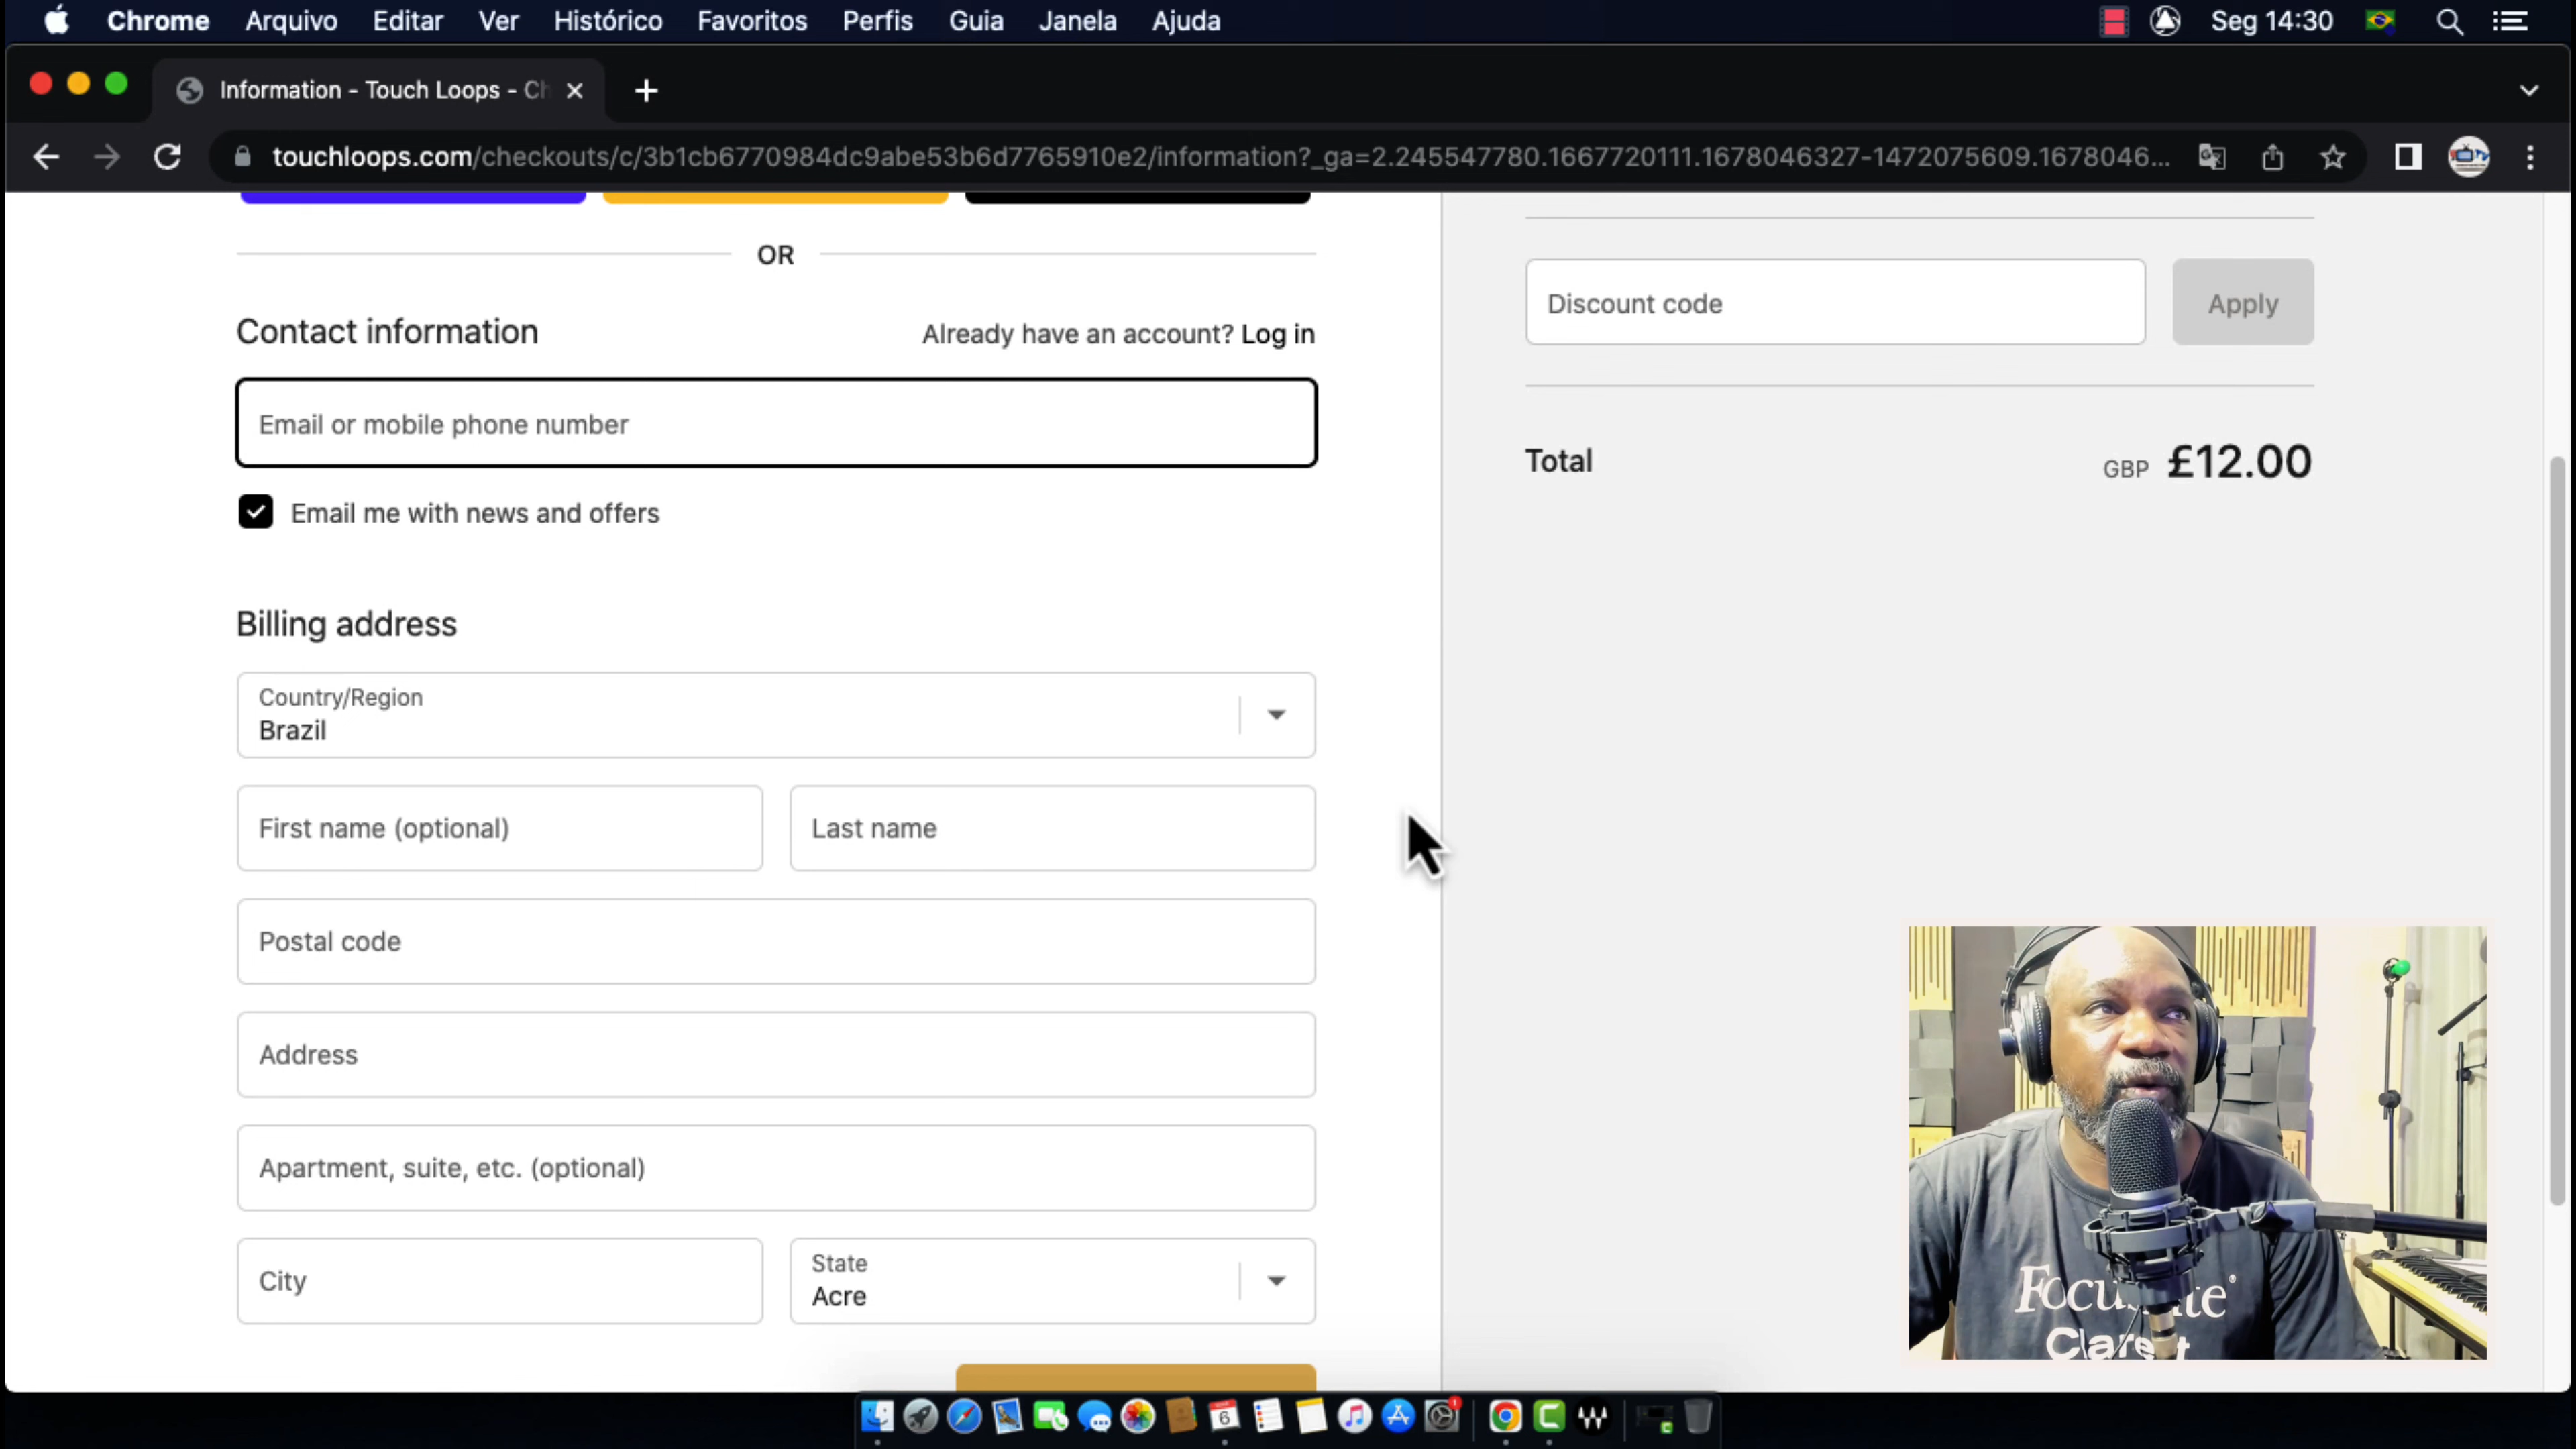 Chrome Arquivo Editar Ver Histórico Favoritos Perfis Guia Janela Ajuda Seg 14:30
Information - Touch Loops - Ch
touchloops.com/checkouts/c/3b1cb6770984dc9abe53b6d7765910e2/information?_ga=2.245547780.1667720111.1678046327-1472075609.1678046...
OR
Contact information
Already have an account? Log in
Email or mobile phone number
Email me with news and offers
Billing address
Country/Region
Brazil
First name (optional)
Last name
Postal code
Address
Apartment, suite, etc. (optional)
City
State
Acre
Discount code
Apply
Total
GBP £12.00
6